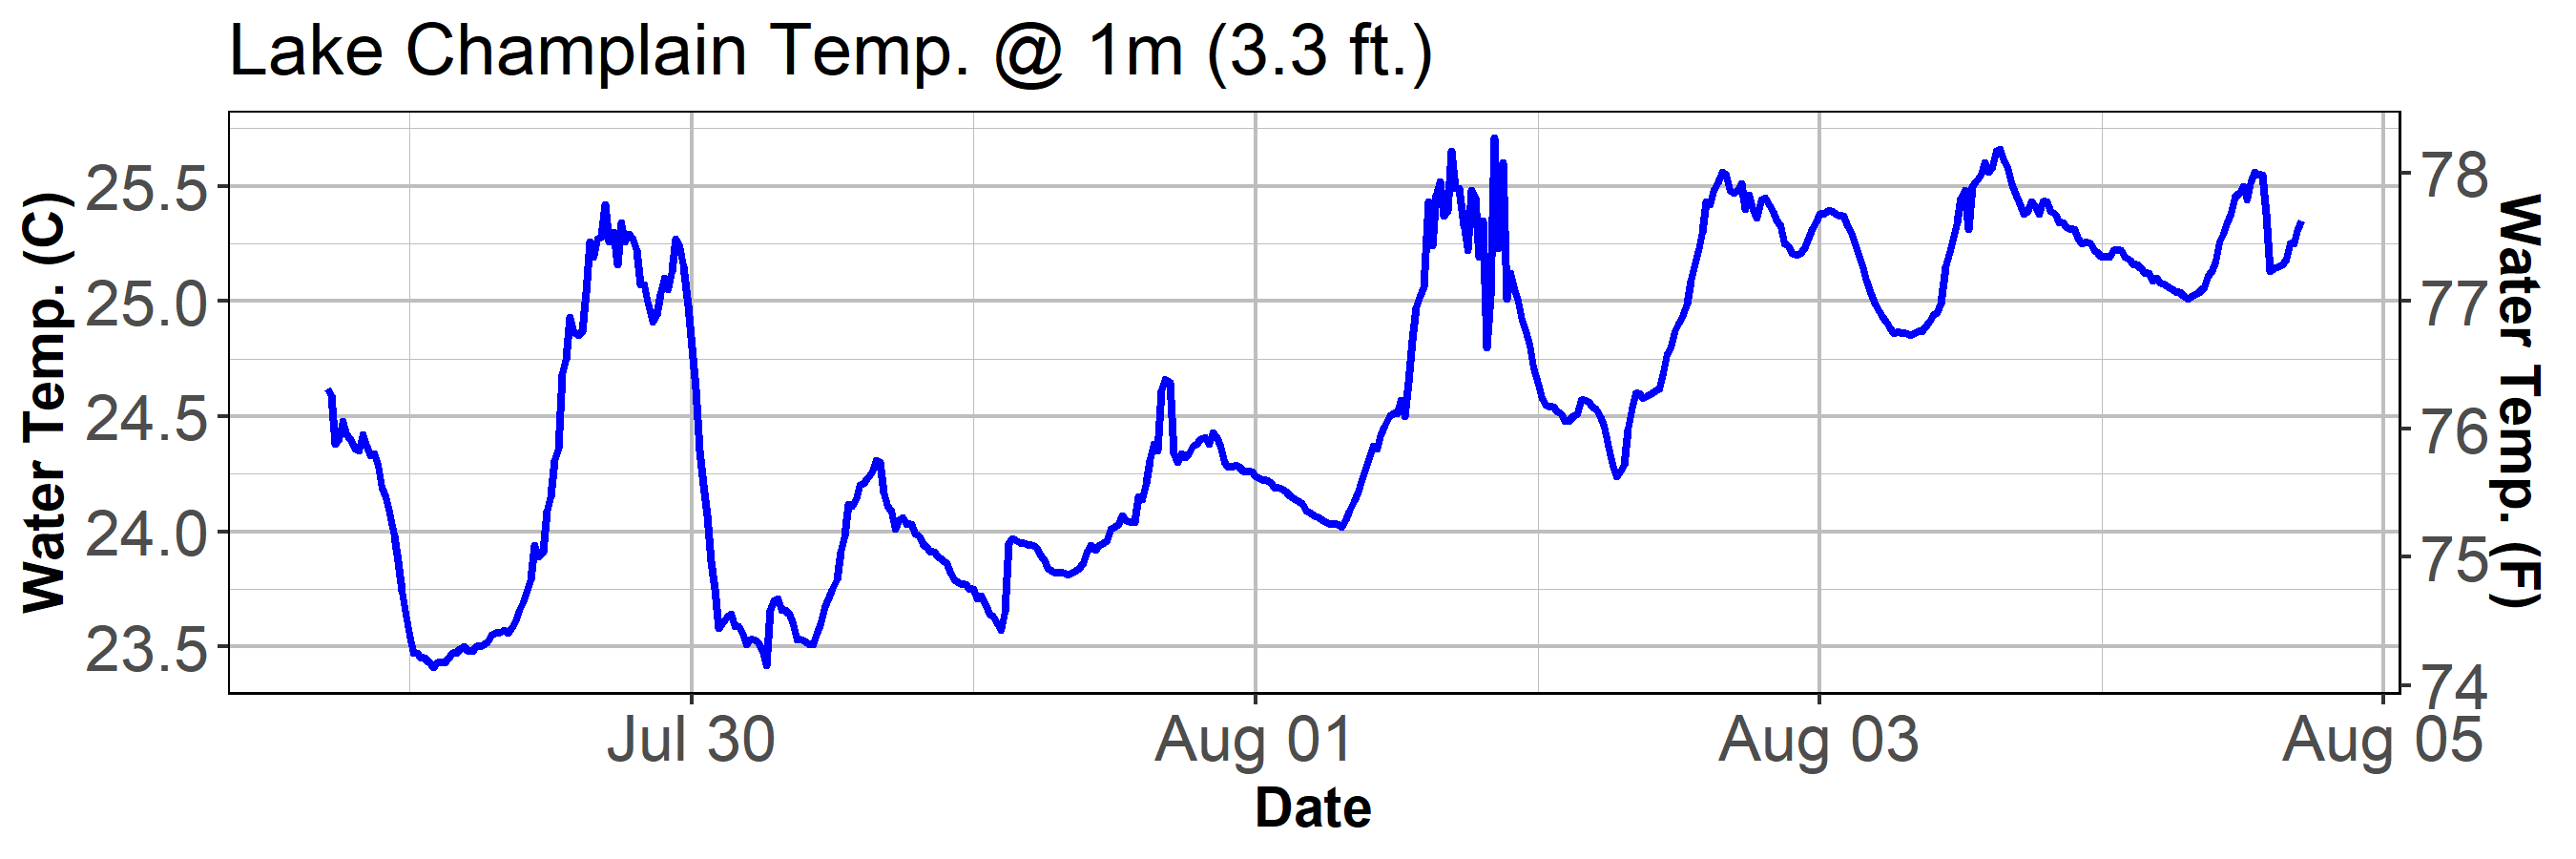 Lake Champlain Temp. @ 1m (3.3 ft.)
Water Temp. (C)
25.5
25.0
24.5
24.0
23.5
78
77
76
75
74
Water Temp. (F)
Jul 30
Aug 01
Aug 03
Aug 05
Date